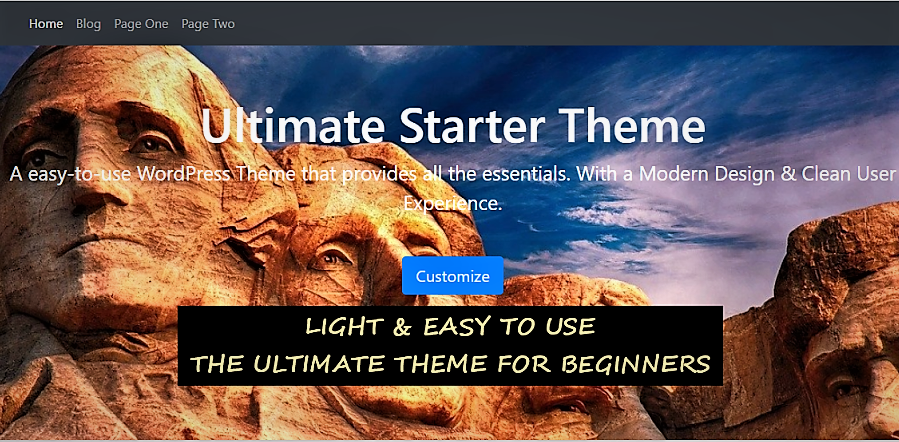 Home Blog Page One Page Two
Ultimate Starter Theme
A easy-to-use WordPress Theme that provides all the essentials. With a Modern Design & Clean User
Experience.
Customize
LIGHT & EASY TO USE
THE ULTIMATE THEME FOR BEGINNERS